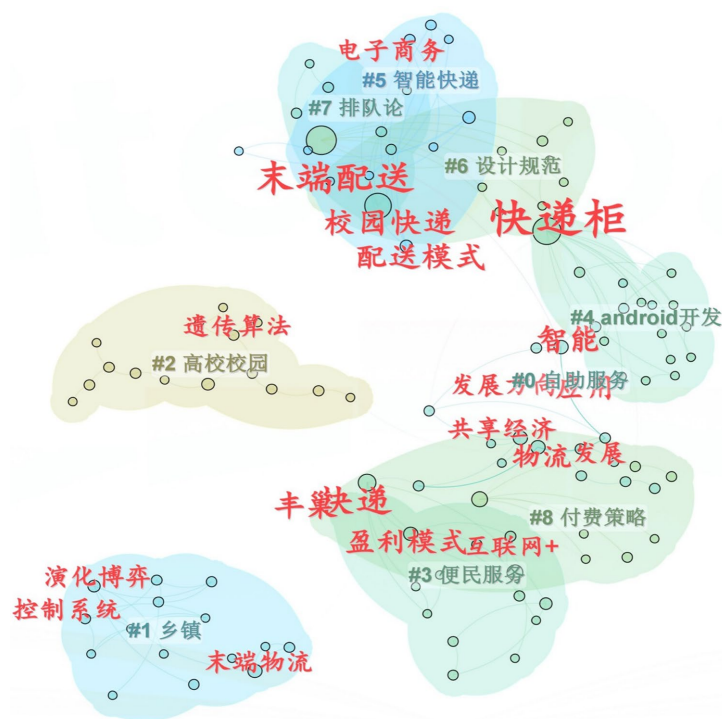 电子商务
#5 智能快递
#7 排队论
#6 设计规范
末端配送
校园快递
快递柜
配送模式
遗传算法
#4 android开发
智能
#2 高校校园
#0 自助服务
发展方向应用
共享经济
物流发展
丰巢快递
#8 付费策略
盈利模式互联网+
#3 便民服务
演化博弈
控制系统
#1 乡镇
末端物流